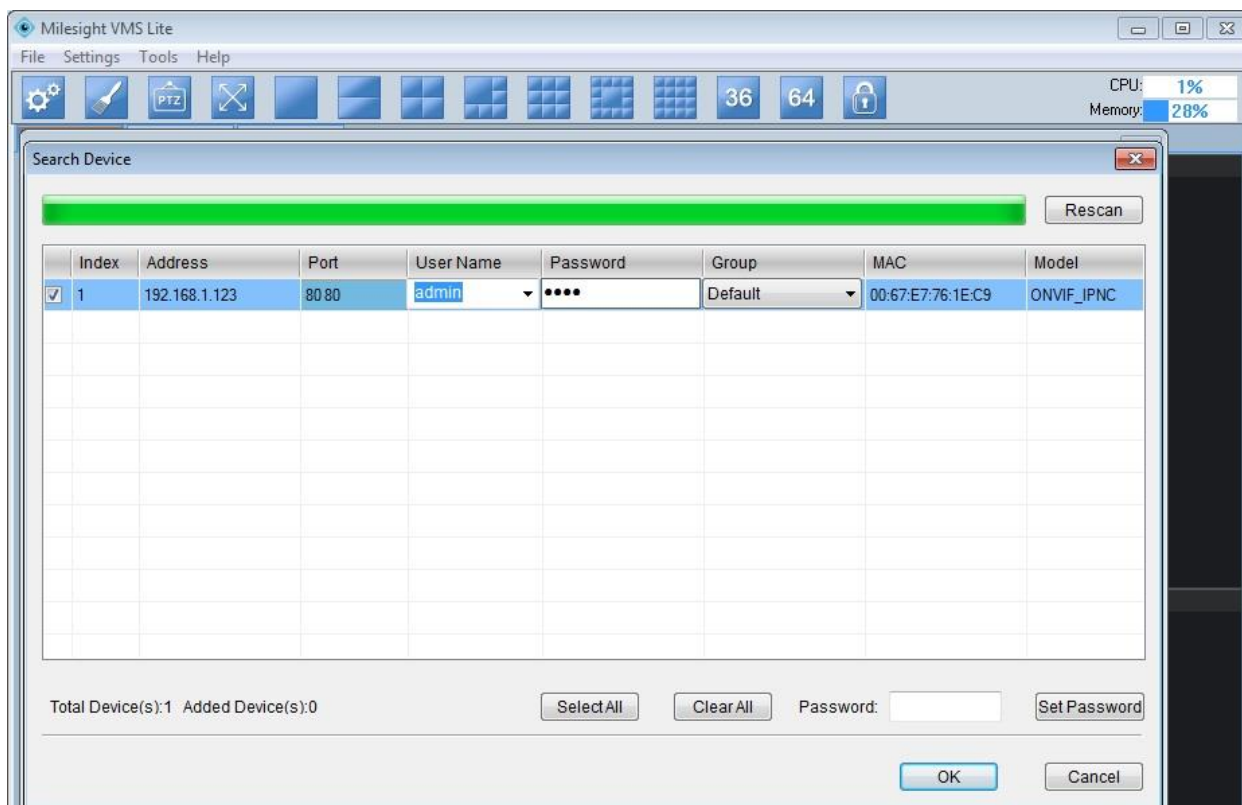 Milesight VMS Lite
File Settings Tools Help
PTZ 36 64
CPU: 1%
Memory: 28%
Search Device
Rescan
Index Address Port User Name Password Group MAC Model
1 192.168.1.123 80 80 admin •••• Default 00:67:E7:76:1E:C9 ONVIF_IPNC
Total Device(s):1 Added Device(s):0 Select All Clear All Password: Set Password
OK Cancel